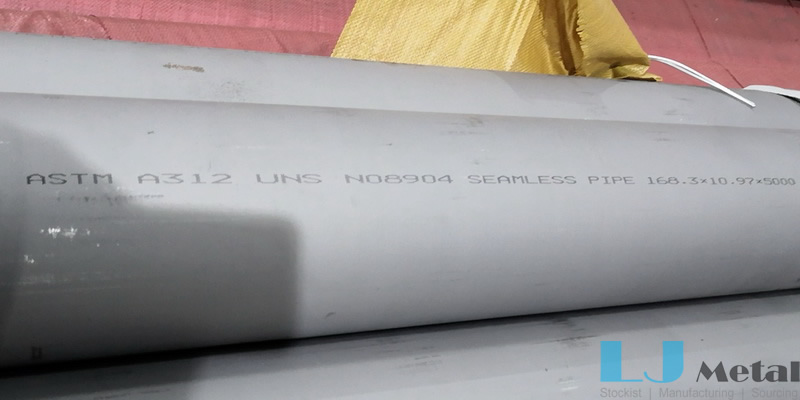 ASTM A312 UNS N08904 SEAMLESS PIPE 168.3×10.97×5000
LJ Metal
Stockist | Manufacturing | Sourcing